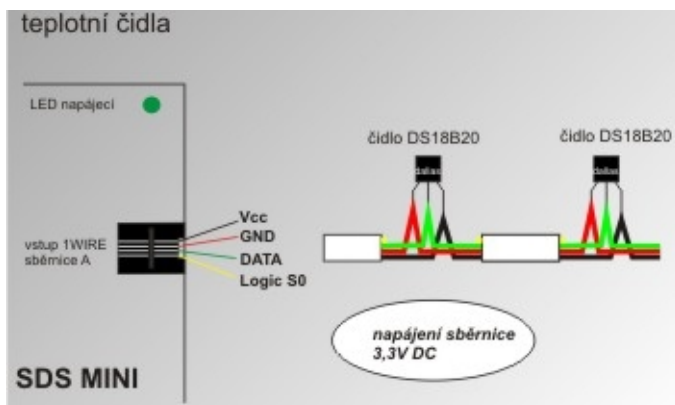 teplotní čidla
LED napájecí
čidlo DS18B20
čidlo DS18B20
dallas
dallas
Vcc
GND
DATA
Logic S0
vstup 1WIRE
sběrnice A
napájení sběrnice
3,3V DC
SDS MINI